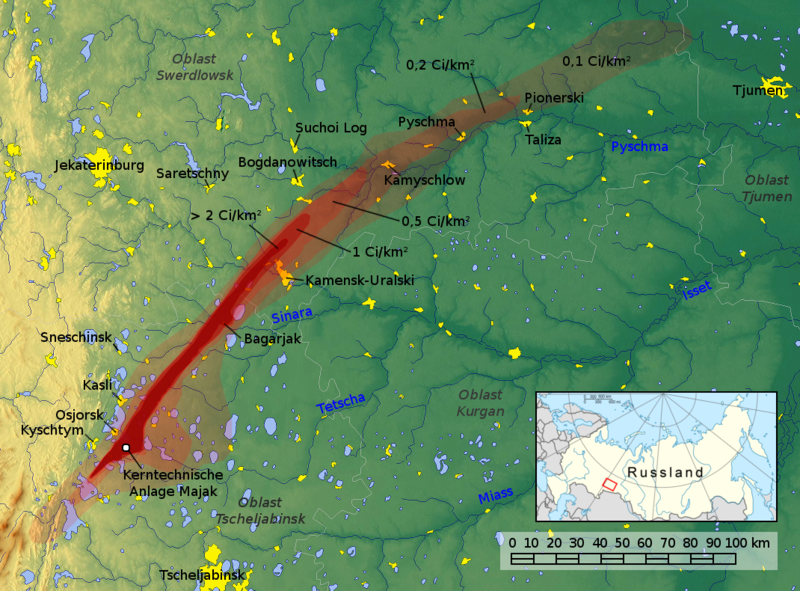 Oblast
Swerdlowsk
0,2 Ci/km²
0,1 Ci/km²
Tjumen
Pionerski
Pyschma
Suchoi Log
Taliza
Pyschma
Jekaterinburg
Bogdanowitsch
Saretschny
Kamyschlow
Oblast
Tjumen
> 2 Ci/km²
0,5 Ci/km²
1 Ci/km²
Kamensk-Uralski
Isset
Sinara
Sneschinsk
Bagarjak
Kasli
Tetscha
Oblast
Kurgan
Osjorsk
Kyschtym
Kerntechnische
Anlage Majak
Miass
Oblast
Tscheljabinsk
Russland
0 10 20 30 40 50 60 70 80 90 100 km
Tscheljabinsk